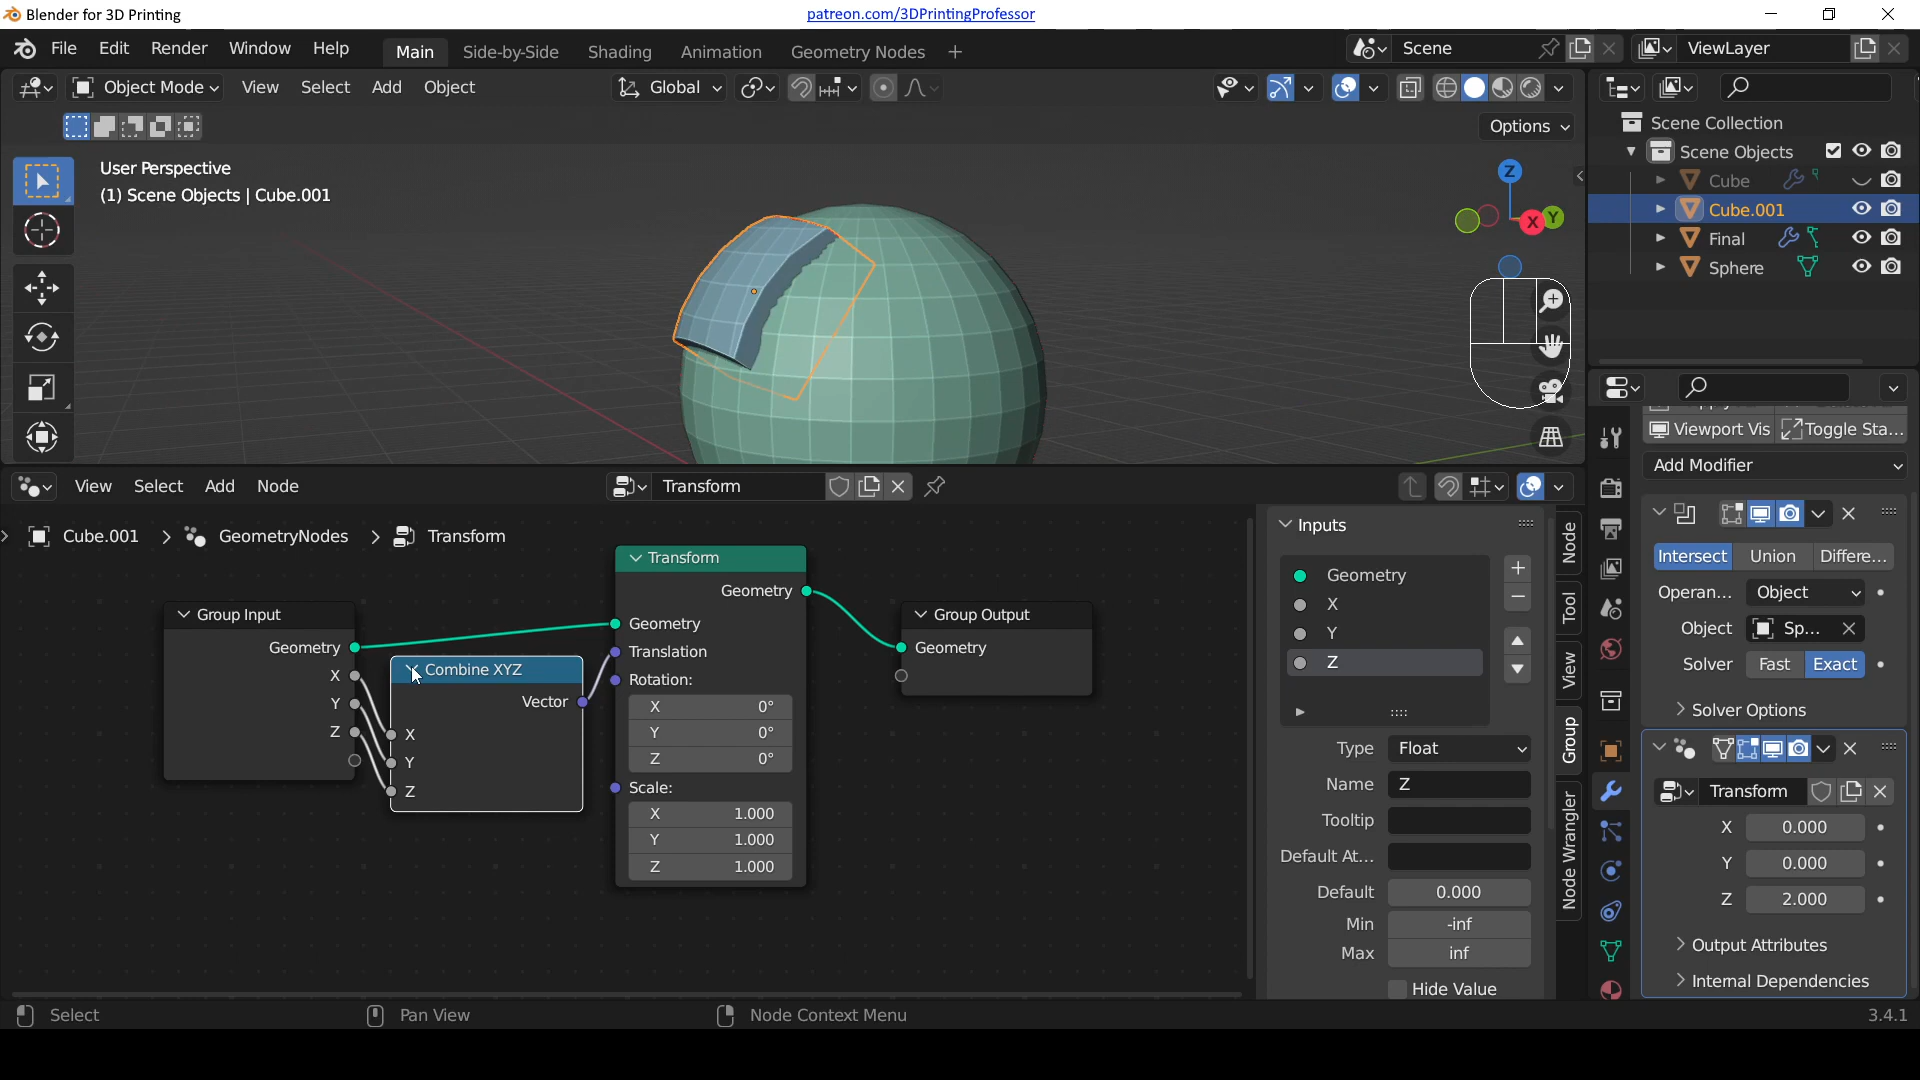 Blender for 3D Printing
patreon.com/3DPrintingProfessor
File Edit Render Window Help
Main Side-by-Side Shading Animation Geometry Nodes
Scene
ViewLayer
Object Mode View Select Add Object
Global
Options
User Perspective
(1) Scene Objects | Cube.001
Z
X
Y
Scene Collection
Scene Objects
Cube
Cube.001
Final
Sphere
Viewport Vis
Toggle Sta...
Add Modifier
Intersect Union Differe...
Operan... Object
Object Sp...
Solver Fast Exact
Solver Options
Transform
X 0.000
Y 0.000
Z 2.000
Output Attributes
Internal Dependencies
View Select Add Node
Transform
Cube.001 GeometryNodes Transform
Group Input
Geometry
X
Y
Z
Combine XYZ
Vector
X
Y
Z
Transform
Geometry
Geometry
Translation
Rotation:
X 0°
Y 0°
Z 0°
Scale:
X 1.000
Y 1.000
Z 1.000
Group Output
Geometry
Inputs
Geometry
X
Y
Z
Type Float
Name Z
Tooltip
Default At...
Default 0.000
Min -inf
Max inf
Hide Value
Node
Tool
View
Group
Node Wrangler
Select
Pan View
Node Context Menu
3.4.1